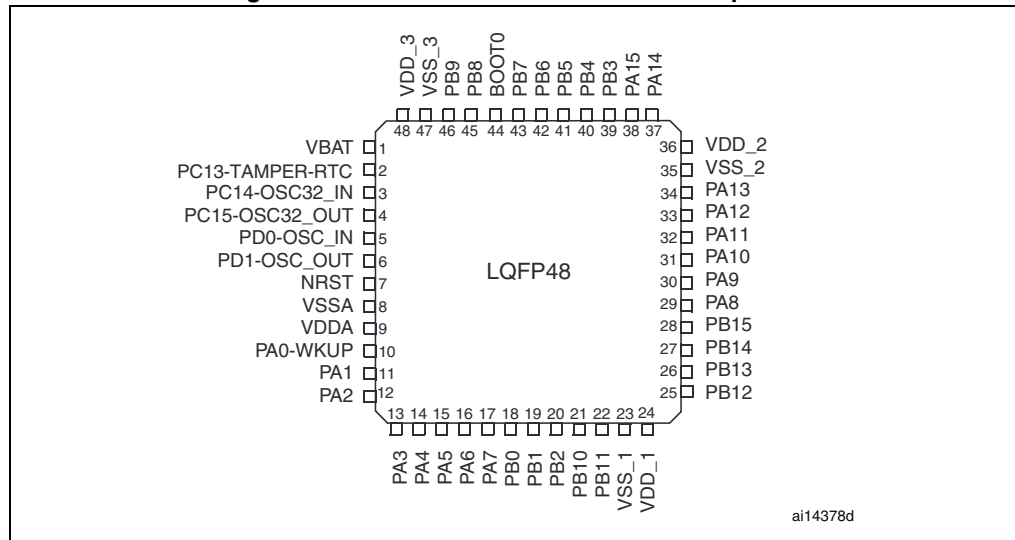 VDD_3
VSS_3
PB9
PB8
BOOT0
PB7
PB6
PB5
PB4
PB3
PA15
PA14
48 47 46 45 44 43 42 41 40 39 38 37
VBAT 1
PC13-TAMPER-RTC 2
PC14-OSC32_IN 3
PC15-OSC32_OUT 4
PD0-OSC_IN 5
PD1-OSC_OUT 6
NRST 7
VSSA 8
VDDA 9
PA0-WKUP 10
PA1 11
PA2 12
LQFP48
36 VDD_2
35 VSS_2
34 PA13
33 PA12
32 PA11
31 PA10
30 PA9
29 PA8
28 PB15
27 PB14
26 PB13
25 PB12
13 14 15 16 17 18 19 20 21 22 23 24
PA3
PA4
PA5
PA6
PA7
PB0
PB1
PB2
PB10
PB11
VSS_1
VDD_1
ai14378d